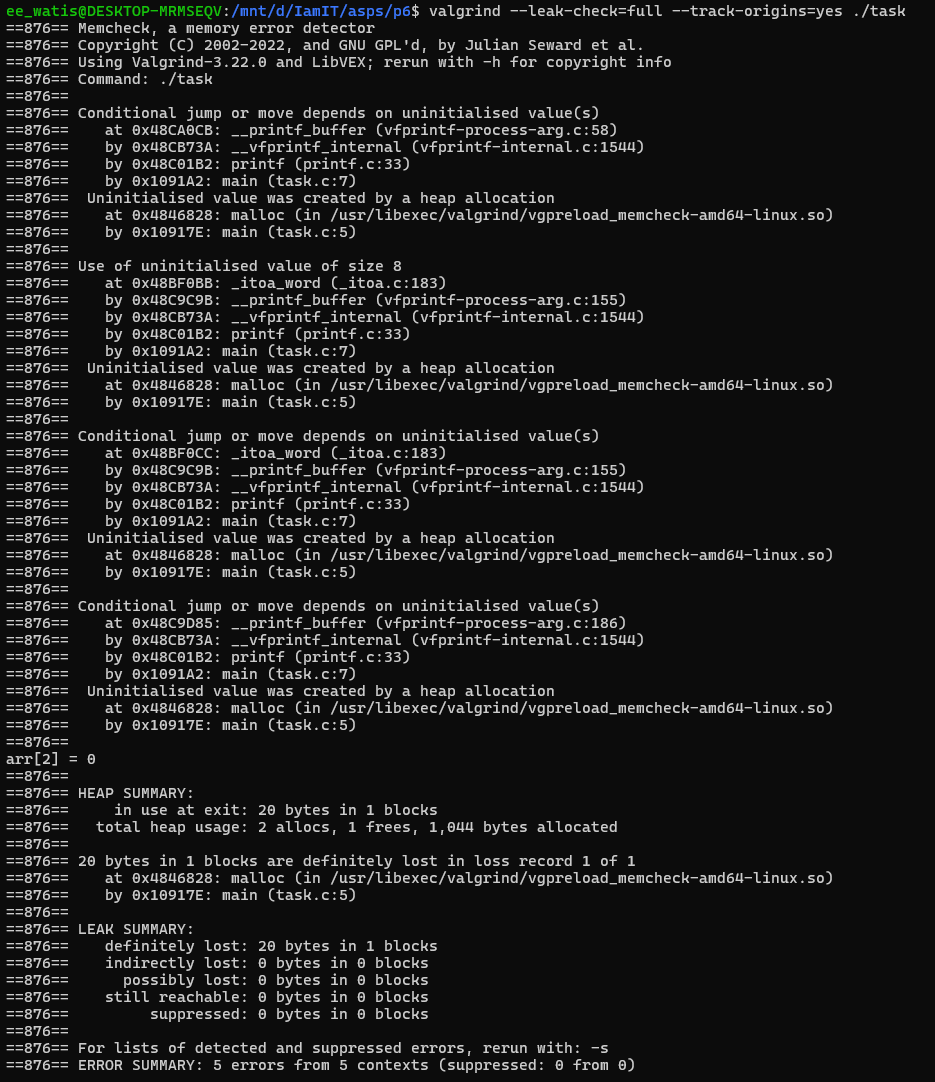 ee_watis@DESKTOP-MRMSEQV:/mnt/d/IamIT/asps/p6$ valgrind --leak-check=full --track-origins=yes ./task
==876== Memcheck, a memory error detector
==876== Copyright (C) 2002-2022, and GNU GPL'd, by Julian Seward et al.
==876== Using Valgrind-3.22.0 and LibVEX; rerun with -h for copyright info
==876== Command: ./task
==876==
==876== Conditional jump or move depends on uninitialised value(s)
==876==    at 0x48CA0CB: __printf_buffer (vfprintf-process-arg.c:58)
==876==    by 0x48CB73A: __vfprintf_internal (vfprintf-internal.c:1544)
==876==    by 0x48C01B2: printf (printf.c:33)
==876==    by 0x1091A2: main (task.c:7)
==876==  Uninitialised value was created by a heap allocation
==876==    at 0x4846828: malloc (in /usr/libexec/valgrind/vgpreload_memcheck-amd64-linux.so)
==876==    by 0x10917E: main (task.c:5)
==876==
==876== Use of uninitialised value of size 8
==876==    at 0x48BF0BB: _itoa_word (_itoa.c:183)
==876==    by 0x48C9C9B: __printf_buffer (vfprintf-process-arg.c:155)
==876==    by 0x48CB73A: __vfprintf_internal (vfprintf-internal.c:1544)
==876==    by 0x48C01B2: printf (printf.c:33)
==876==    by 0x1091A2: main (task.c:7)
==876==  Uninitialised value was created by a heap allocation
==876==    at 0x4846828: malloc (in /usr/libexec/valgrind/vgpreload_memcheck-amd64-linux.so)
==876==    by 0x10917E: main (task.c:5)
==876==
==876== Conditional jump or move depends on uninitialised value(s)
==876==    at 0x48BF0CC: _itoa_word (_itoa.c:183)
==876==    by 0x48C9C9B: __printf_buffer (vfprintf-process-arg.c:155)
==876==    by 0x48CB73A: __vfprintf_internal (vfprintf-internal.c:1544)
==876==    by 0x48C01B2: printf (printf.c:33)
==876==    by 0x1091A2: main (task.c:7)
==876==  Uninitialised value was created by a heap allocation
==876==    at 0x4846828: malloc (in /usr/libexec/valgrind/vgpreload_memcheck-amd64-linux.so)
==876==    by 0x10917E: main (task.c:5)
==876==
==876== Conditional jump or move depends on uninitialised value(s)
==876==    at 0x48C9D85: __printf_buffer (vfprintf-process-arg.c:186)
==876==    by 0x48CB73A: __vfprintf_internal (vfprintf-internal.c:1544)
==876==    by 0x48C01B2: printf (printf.c:33)
==876==    by 0x1091A2: main (task.c:7)
==876==  Uninitialised value was created by a heap allocation
==876==    at 0x4846828: malloc (in /usr/libexec/valgrind/vgpreload_memcheck-amd64-linux.so)
==876==    by 0x10917E: main (task.c:5)
==876==
arr[2] = 0
==876==
==876== HEAP SUMMARY:
==876==     in use at exit: 20 bytes in 1 blocks
==876==   total heap usage: 2 allocs, 1 frees, 1,044 bytes allocated
==876==
==876== 20 bytes in 1 blocks are definitely lost in loss record 1 of 1
==876==    at 0x4846828: malloc (in /usr/libexec/valgrind/vgpreload_memcheck-amd64-linux.so)
==876==    by 0x10917E: main (task.c:5)
==876==
==876== LEAK SUMMARY:
==876==    definitely lost: 20 bytes in 1 blocks
==876==    indirectly lost: 0 bytes in 0 blocks
==876==      possibly lost: 0 bytes in 0 blocks
==876==    still reachable: 0 bytes in 0 blocks
==876==         suppressed: 0 bytes in 0 blocks
==876==
==876== For lists of detected and suppressed errors, rerun with: -s
==876== ERROR SUMMARY: 5 errors from 5 contexts (suppressed: 0 from 0)